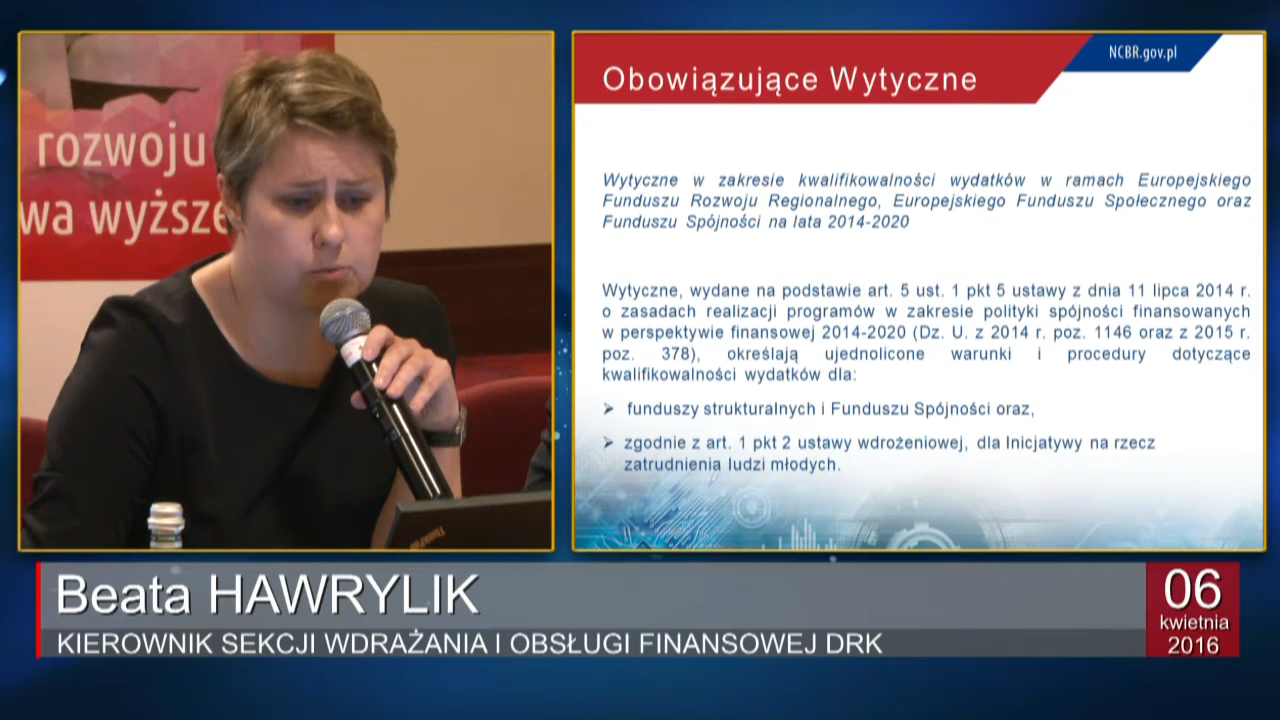 rozwoju
wa wyższe
NCBR.gov.pl
Obowiązujące Wytyczne
Wytyczne w zakresie kwalifikowalności wydatków w ramach Europejskiego
Funduszu Rozwoju Regionalnego, Europejskiego Funduszu Społecznego oraz
Funduszu Spójności na lata 2014-2020
Wytyczne, wydane na podstawie art. 5 ust. 1 pkt 5 ustawy z dnia 11 lipca 2014 r.
o zasadach realizacji programów w zakresie polityki spójności finansowanych
w perspektywie finansowej 2014-2020 (Dz. U. z 2014 r. poz. 1146 oraz z 2015 r.
poz. 378), określają ujednolicone warunki i procedury dotyczące
kwalifikowalności wydatków dla:
➢ funduszy strukturalnych i Funduszu Spójności oraz,
➢ zgodnie z art. 1 pkt 2 ustawy wdrożeniowej, dla Inicjatywy na rzecz
zatrudnienia ludzi młodych.
Beata HAWRYLIK
KIEROWNIK SEKCJI WDRAŻANIA I OBSŁUGI FINANSOWEJ DRK
06
kwietnia
2016